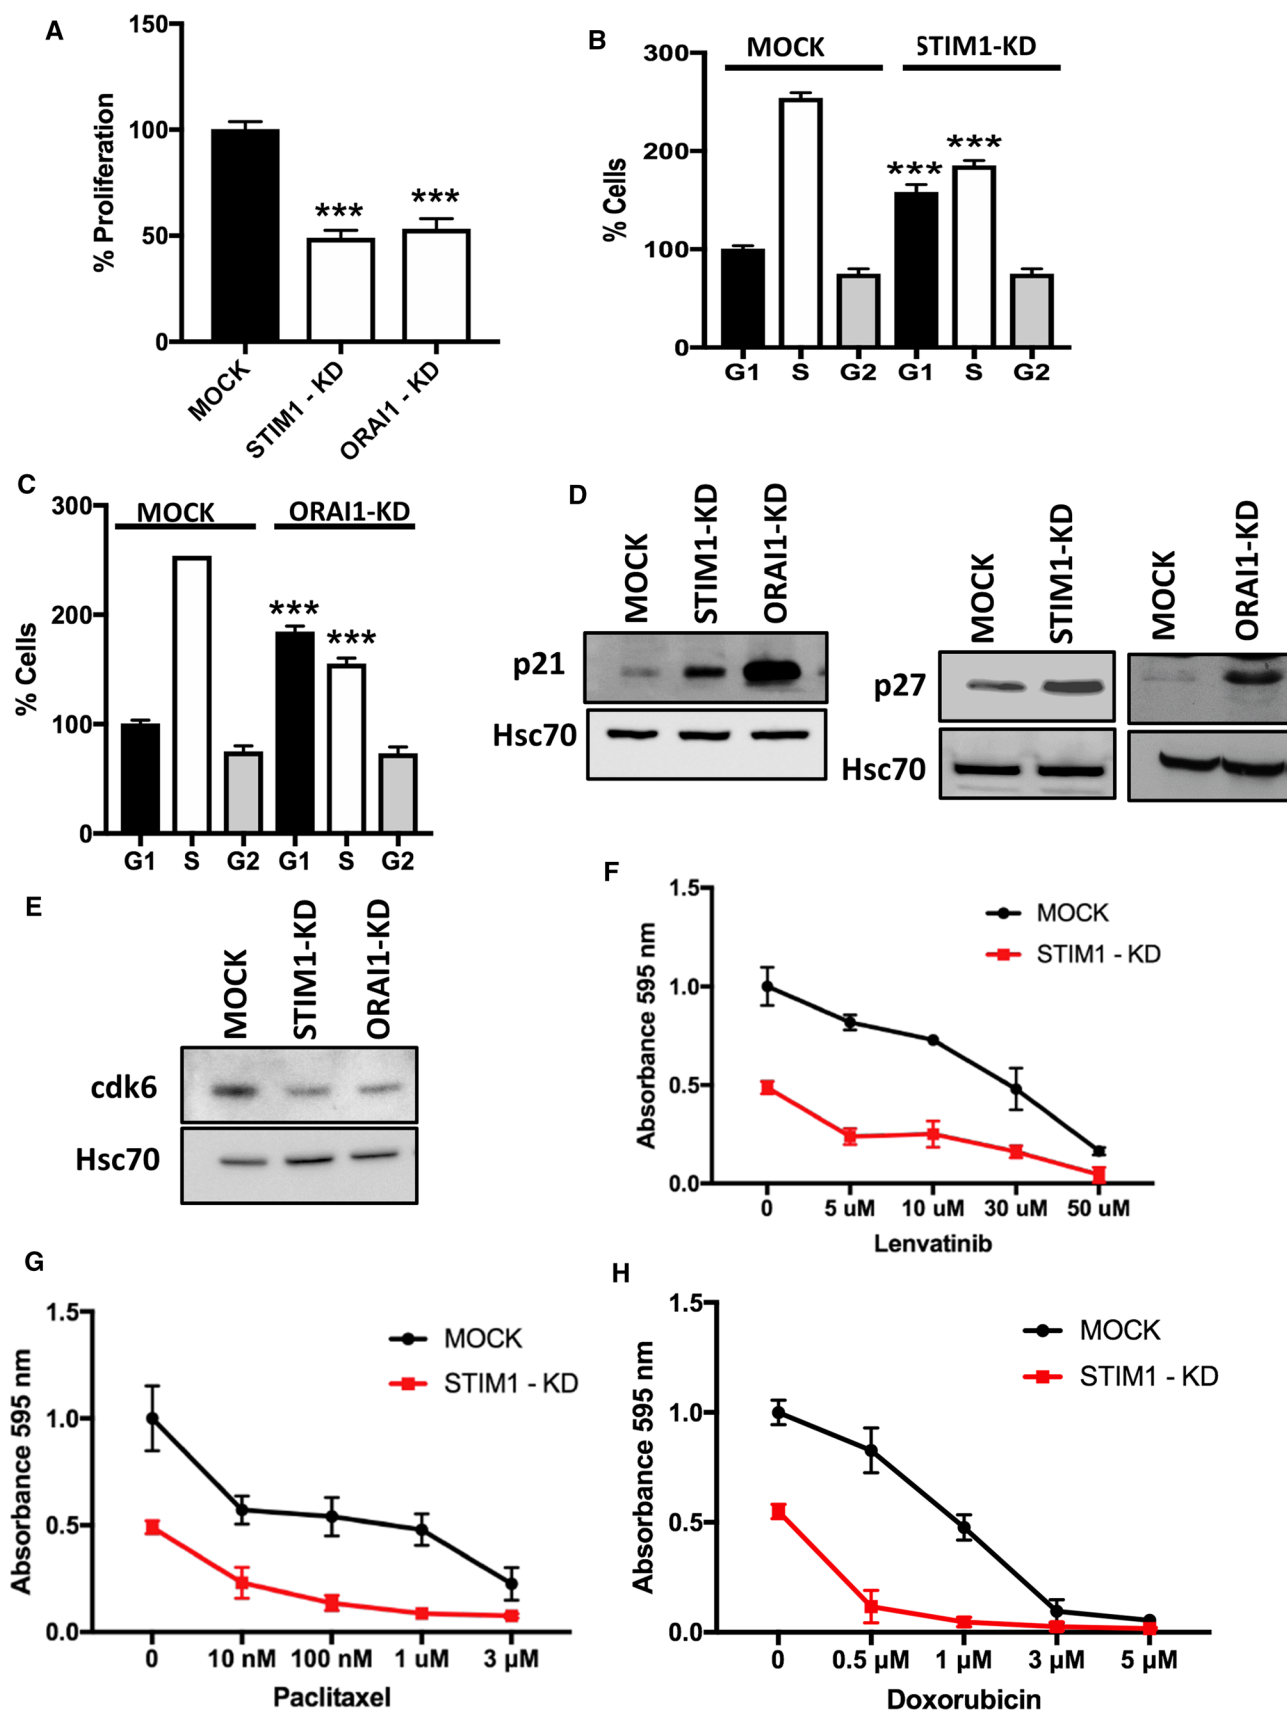 A
150
100
50
0
% Proliferation
***
***
MOCK
STIM1 - KD
ORAI1 - KD
B
MOCK
STIM1-KD
300
200
100
0
% Cells
***
***
G1 S G2 G1 S G2
C
MOCK
ORAI1-KD
300
200
100
0
% Cells
***
***
G1 S G2 G1 S G2
D
MOCK
STIM1-KD
ORAI1-KD
p21
Hsc70
MOCK
STIM1-KD
MOCK
ORAI1-KD
p27
Hsc70
E
MOCK
STIM1-KD
ORAI1-KD
cdk6
Hsc70
F
1.5
1.0
0.5
0.0
Absorbance 595 nm
MOCK
STIM1 - KD
0 5 uM 10 uM 30 uM 50 uM
Lenvatinib
G
1.5
1.0
0.5
0.0
Absorbance 595 nm
MOCK
STIM1 - KD
0 10 nM 100 nM 1 uM 3 μM
Paclitaxel
H
1.5
1.0
0.5
0.0
Absorbance 595 nm
MOCK
STIM1 - KD
0 0.5 μM 1 μM 3 μM 5 μM
Doxorubicin